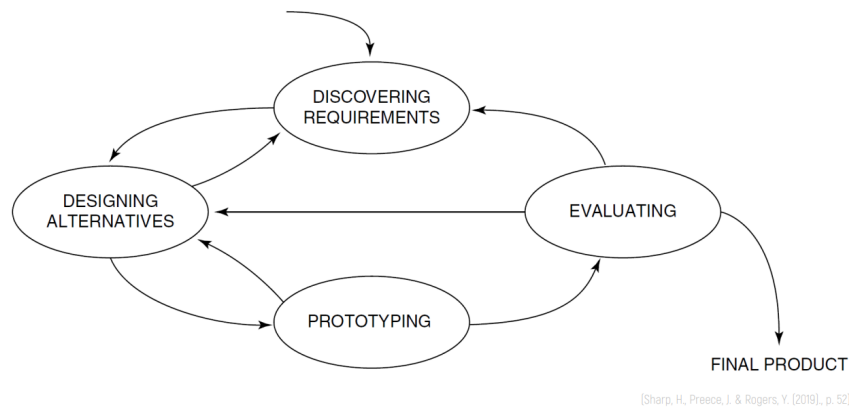 DISCOVERING
REQUIREMENTS
DESIGNING
ALTERNATIVES
EVALUATING
PROTOTYPING
FINAL PRODUCT
(Sharp, H., Preece, J. & Rogers, Y. (2019)., p. 52)